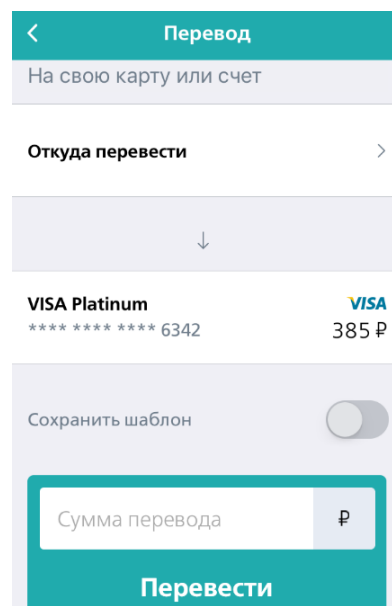 Перевод
На свою карту или счет
Откуда перевести
VISA Platinum
VISA
**** **** **** 6342
385 ₽
Сохранить шаблон
Сумма перевода
₽
Перевести